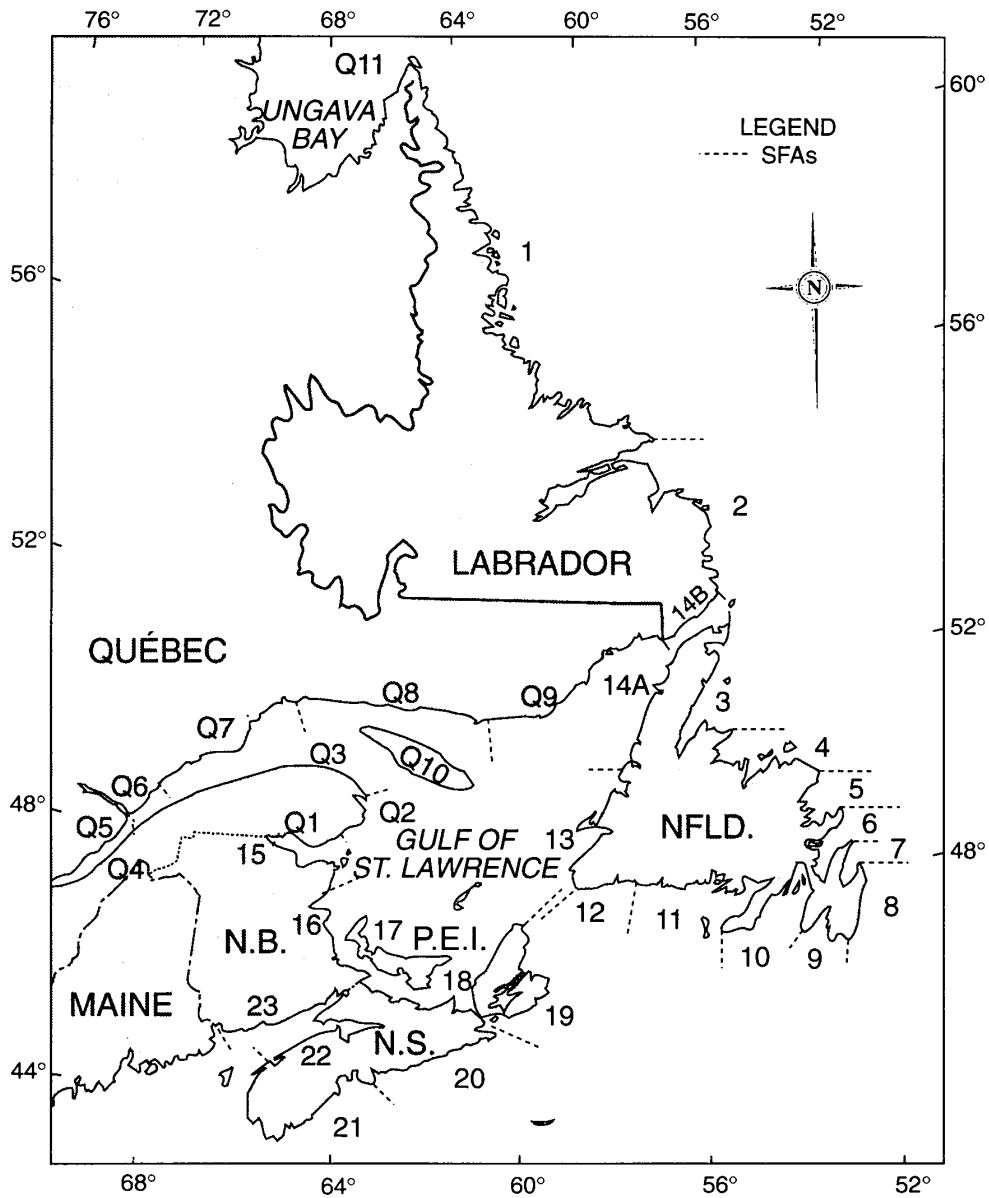 76° 72° 68° 64° 60° 56° 52°
Q11
60°
UNGAVA
BAY
LEGEND
SFAs
1
N
56°
56°
2
52°
LABRADOR
14B
52°
QUÉBEC
14A
Q8
Q9
3
Q7
Q3
4
Q10
Q6
5
48°
Q2
Q5
Q1
6
GULF OF
ST. LAWRENCE
13
NFLD.
7
48°
15
Q4
12
11
8
16
17
P.E.I.
10
9
N.B.
18
MAINE
23
19
N.S.
22
44°
20
21
68° 64° 60° 56° 52°